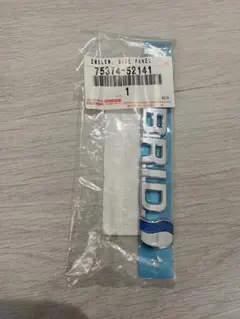 EMBLEM, SIDE PANEL
75374-52141
1
BRID